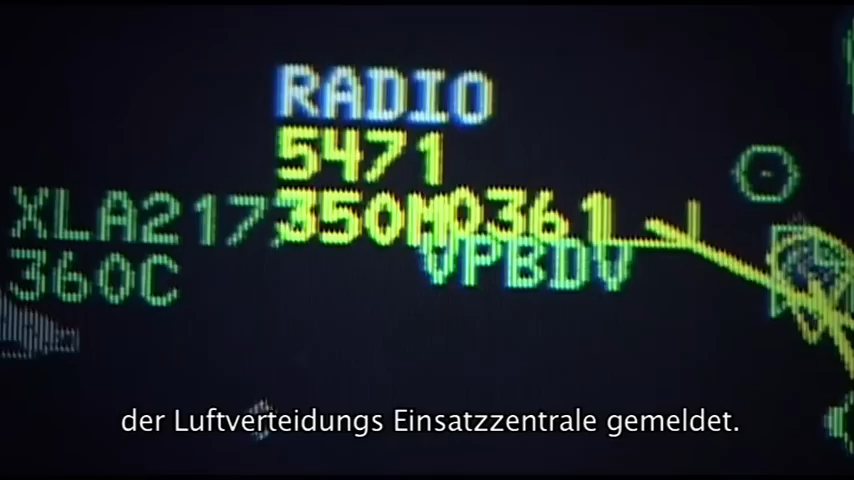 RADIO
5471
XLA217
350M0361
360C
VPBDV
der Luftverteidungs Einsatzzentrale gemeldet.